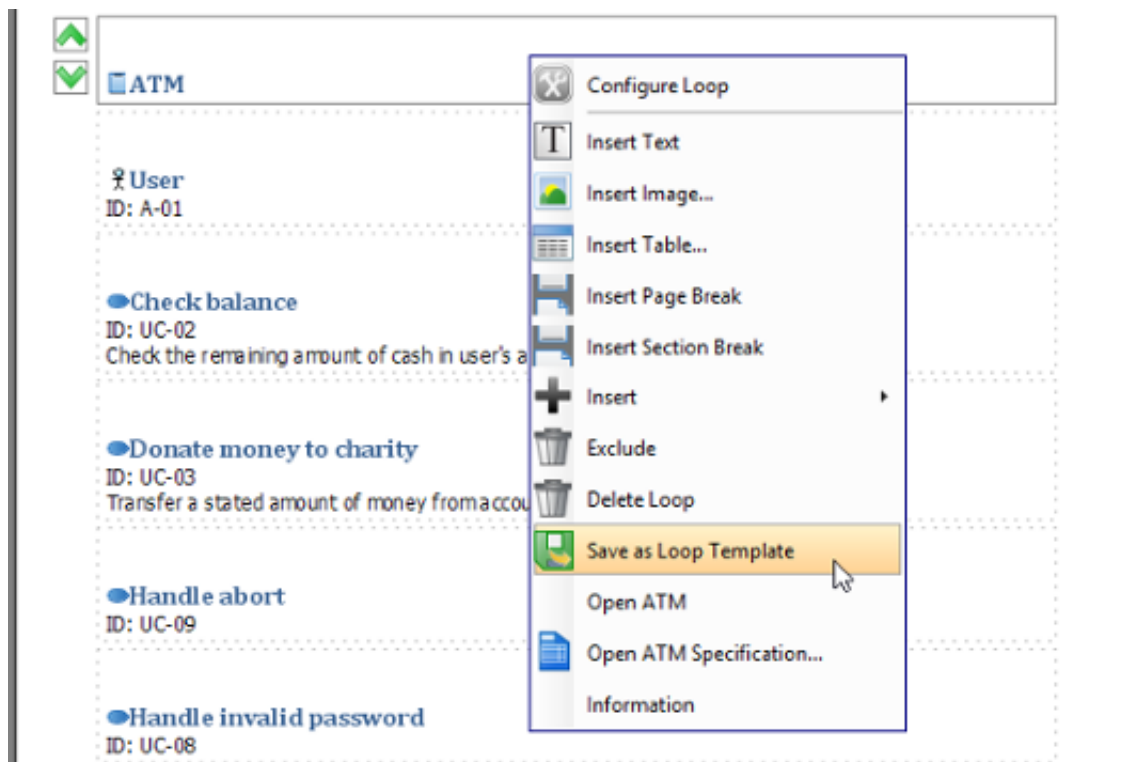 ATM
User
ID: A-01
Check balance
ID: UC-02
Check the remaining amount of cash in user's a
Donate money to charity
ID: UC-03
Transfer a stated amount of money from accou
Handle abort
ID: UC-09
Handle invalid password
ID: UC-08
Configure Loop
T
Insert Text
Insert Image...
Insert Table...
Insert Page Break
Insert Section Break
Insert
Exclude
Delete Loop
Save as Loop Template
Open ATM
Open ATM Specification...
Information